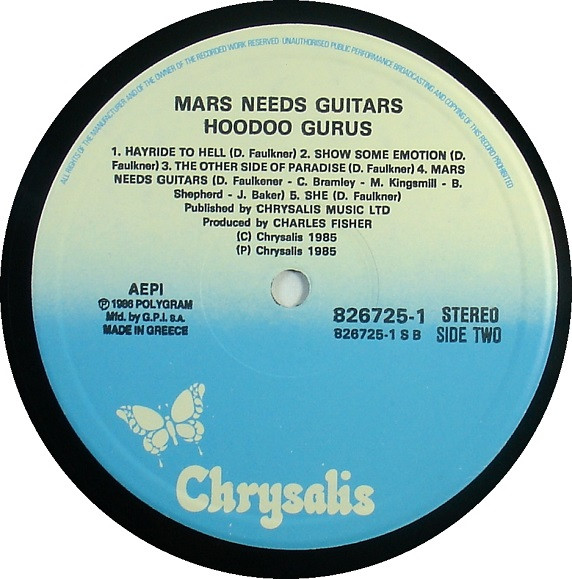 ALL RIGHTS OF THE MANUFACTURER AND OF THE OWNER OF THE RECORDED WORK RESERVED UNAUTHORISED PUBLIC PERFORMANCE BROADCASTING AND COPYING OF THIS RECORD PROHIBITED
MARS NEEDS GUITARS
HOODOO GURUS
1. HAYRIDE TO HELL (D. Faulkner) 2. SHOW SOME EMOTION (D.
Faulkner) 3. THE OTHER SIDE OF PARADISE (D. Faulkner) 4. MARS
NEEDS GUITARS (D. Faulkener - C. Bramley - M. Kingsmill - B.
Shepherd - J. Baker) 5. SHE (D. Faulkner)
Published by CHRYSALIS MUSIC LTD
Produced by CHARLES FISHER
(C) Chrysalis 1985
(P) Chrysalis 1985
AEPI
℗ 1986 POLYGRAM
Mfd. by G.P.I. S.A.
MADE IN GREECE
826725-1 STEREO
826725-1 S B SIDE TWO
Chrysalis